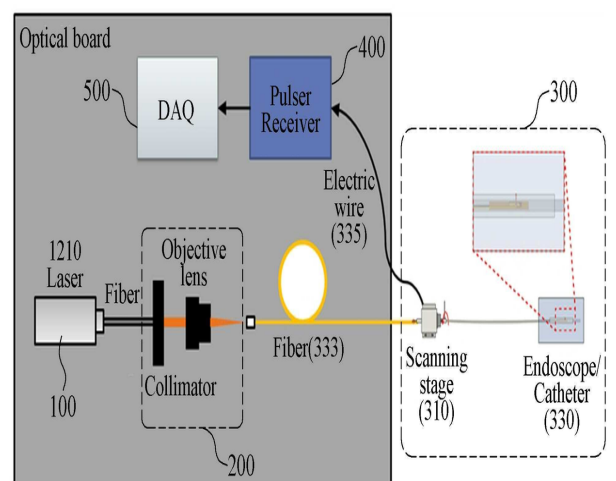 Optical board
400
500
DAQ
Pulser
Receiver
300
Electric
wire
(335)
1210
Laser
Fiber
Objective
lens
Collimator
Fiber(333)
100
200
Scanning
stage
(310)
Endoscope/
Catheter
(330)